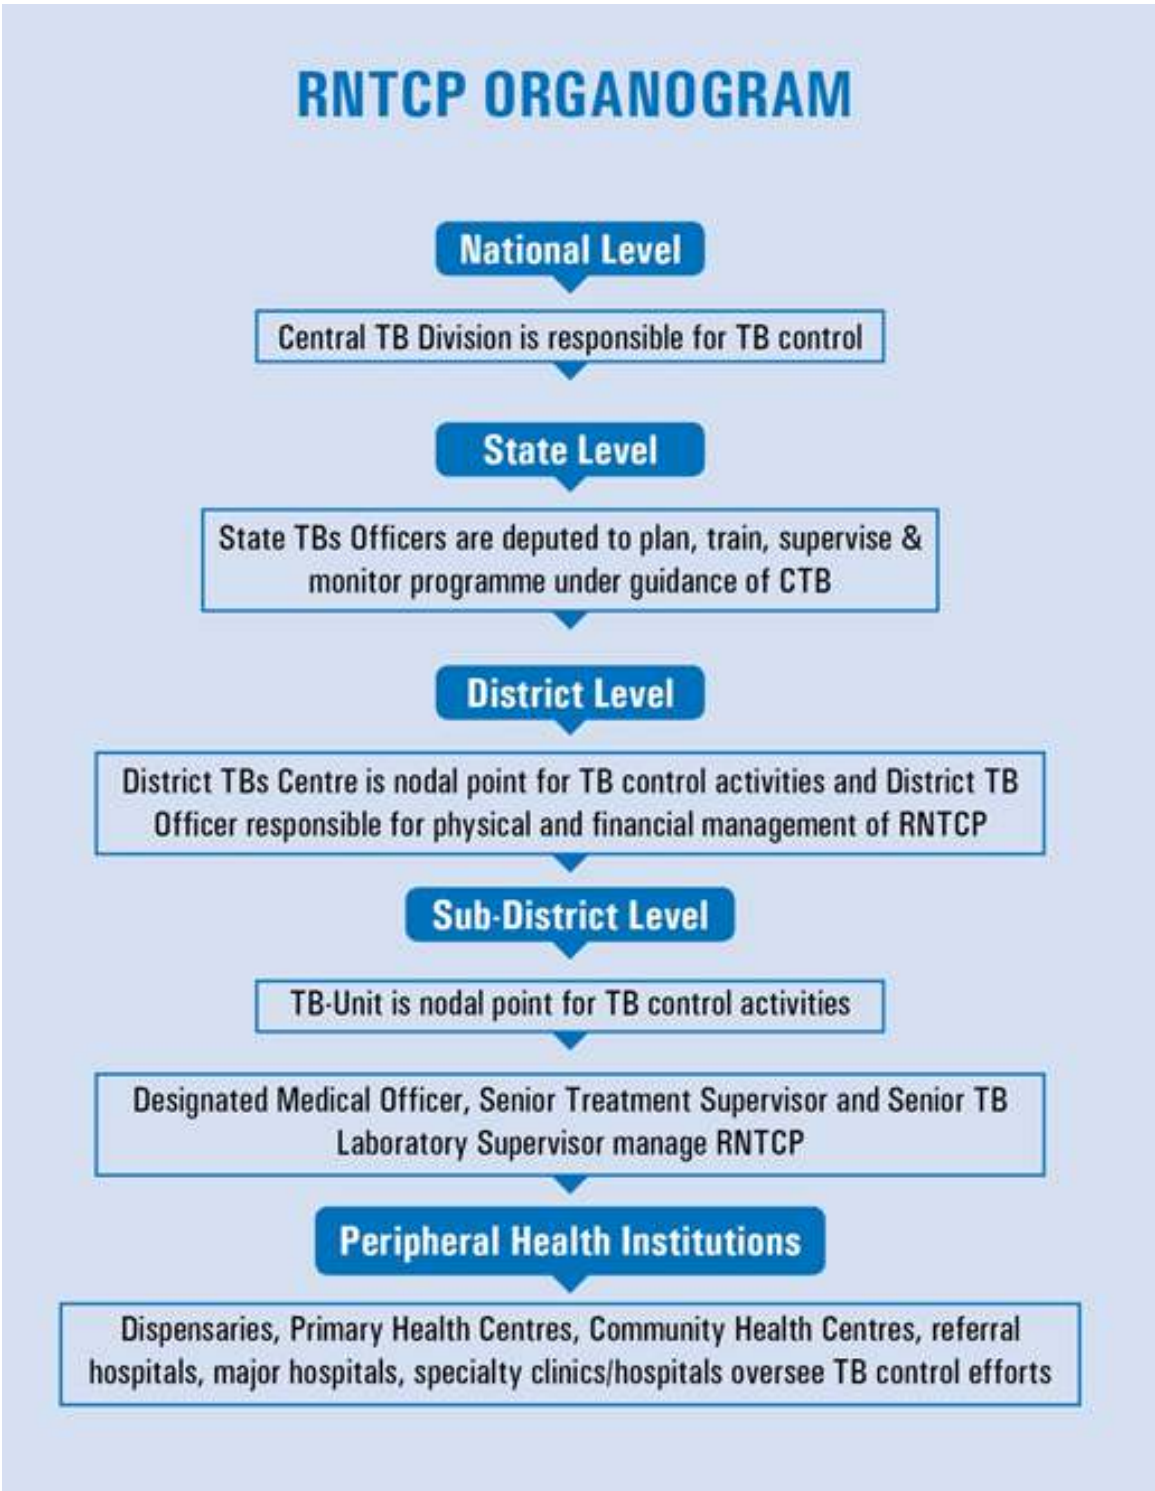 RNTCP ORGANOGRAM
National Level
Central TB Division is responsible for TB control
State Level
State TBs Officers are deputed to plan, train, supervise &
monitor programme under guidance of CTB
District Level
District TBs Centre is nodal point for TB control activities and District TB
Officer responsible for physical and financial management of RNTCP
Sub-District Level
TB-Unit is nodal point for TB control activities
Designated Medical Officer, Senior Treatment Supervisor and Senior TB
Laboratory Supervisor manage RNTCP
Peripheral Health Institutions
Dispensaries, Primary Health Centres, Community Health Centres, referral
hospitals, major hospitals, specialty clinics/hospitals oversee TB control efforts